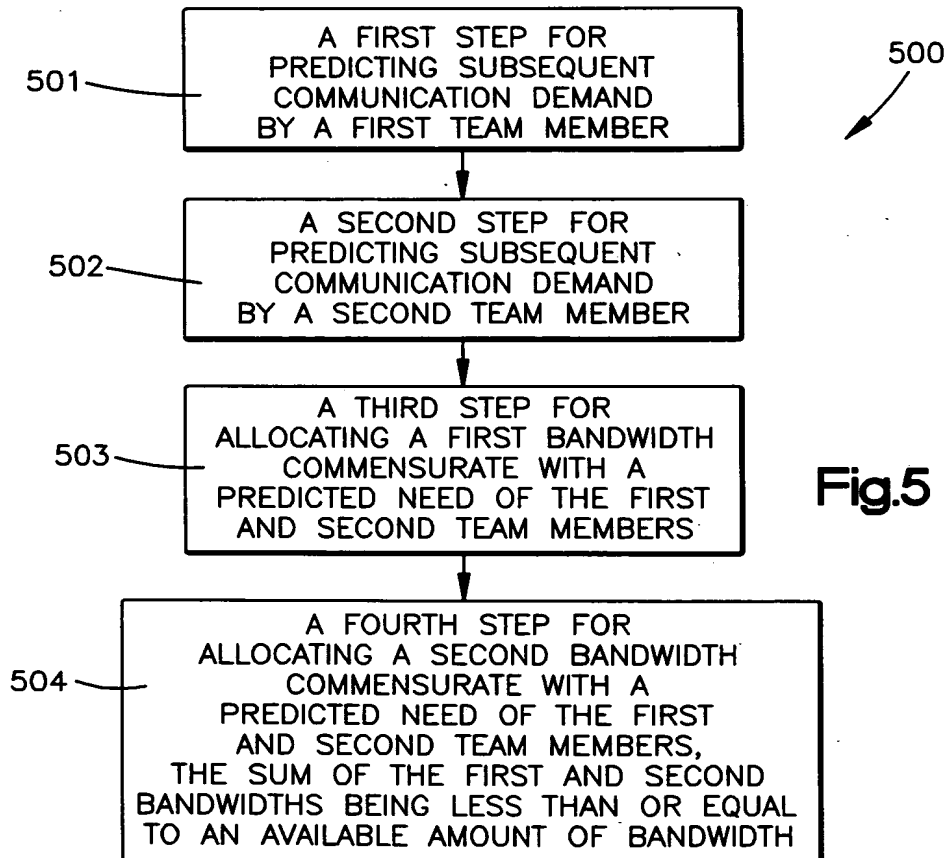 A FIRST STEP FOR
PREDICTING SUBSEQUENT
COMMUNICATION DEMAND
BY A FIRST TEAM MEMBER
501
500
A SECOND STEP FOR
PREDICTING SUBSEQUENT
COMMUNICATION DEMAND
BY A SECOND TEAM MEMBER
502
A THIRD STEP FOR
ALLOCATING A FIRST BANDWIDTH
COMMENSURATE WITH A
PREDICTED NEED OF THE FIRST
AND SECOND TEAM MEMBERS
503
Fig.5
A FOURTH STEP FOR
ALLOCATING A SECOND BANDWIDTH
COMMENSURATE WITH A
PREDICTED NEED OF THE FIRST
AND SECOND TEAM MEMBERS,
THE SUM OF THE FIRST AND SECOND
BANDWIDTHS BEING LESS THAN OR EQUAL
TO AN AVAILABLE AMOUNT OF BANDWIDTH
504